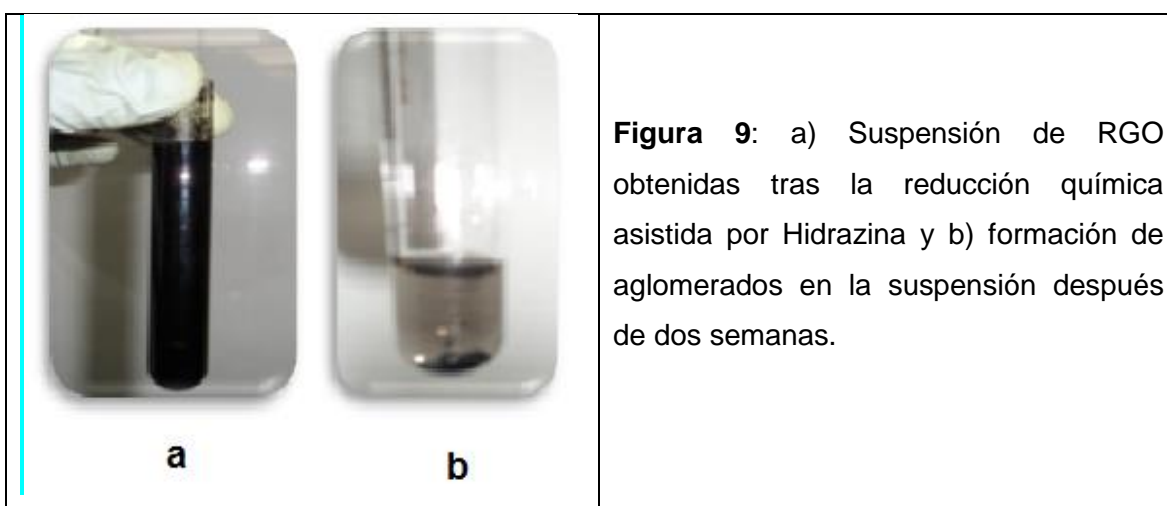 Figura 9: a) Suspensión de RGO
obtenidas tras la reducción química
asistida por Hidrazina y b) formación de
aglomerados en la suspensión después
de dos semanas.
a
b